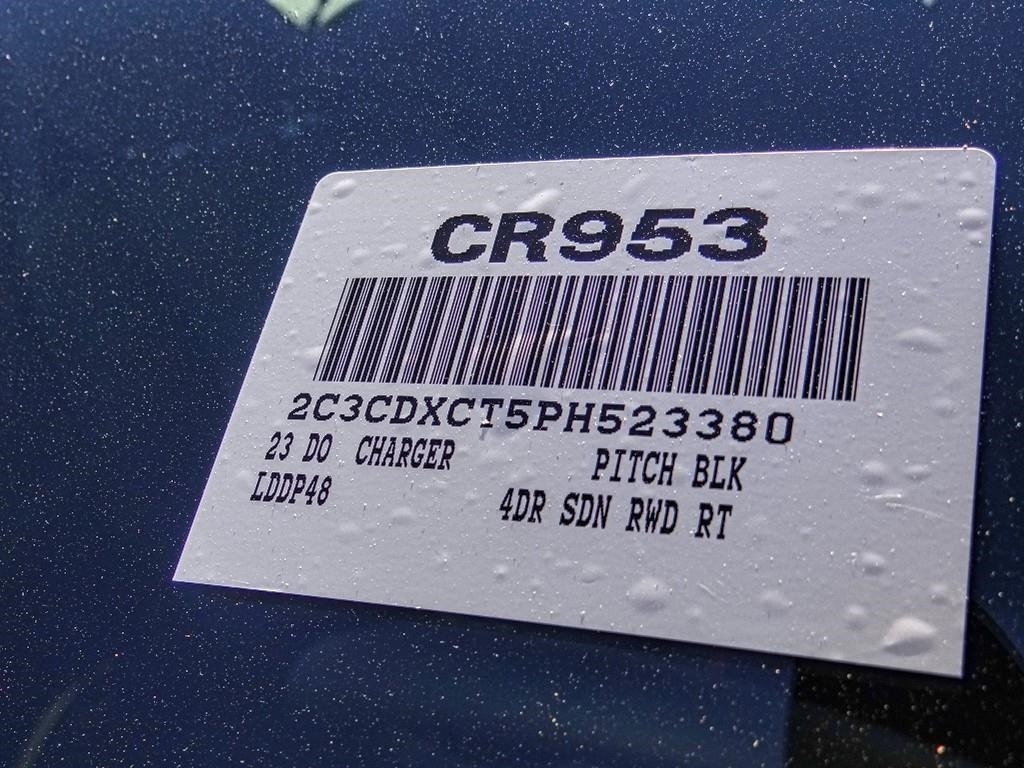 CR953
2C3CDXCT5PH523380
23 DO CHARGER PITCH BLK
LDDP48 4DR SDN RWD RT